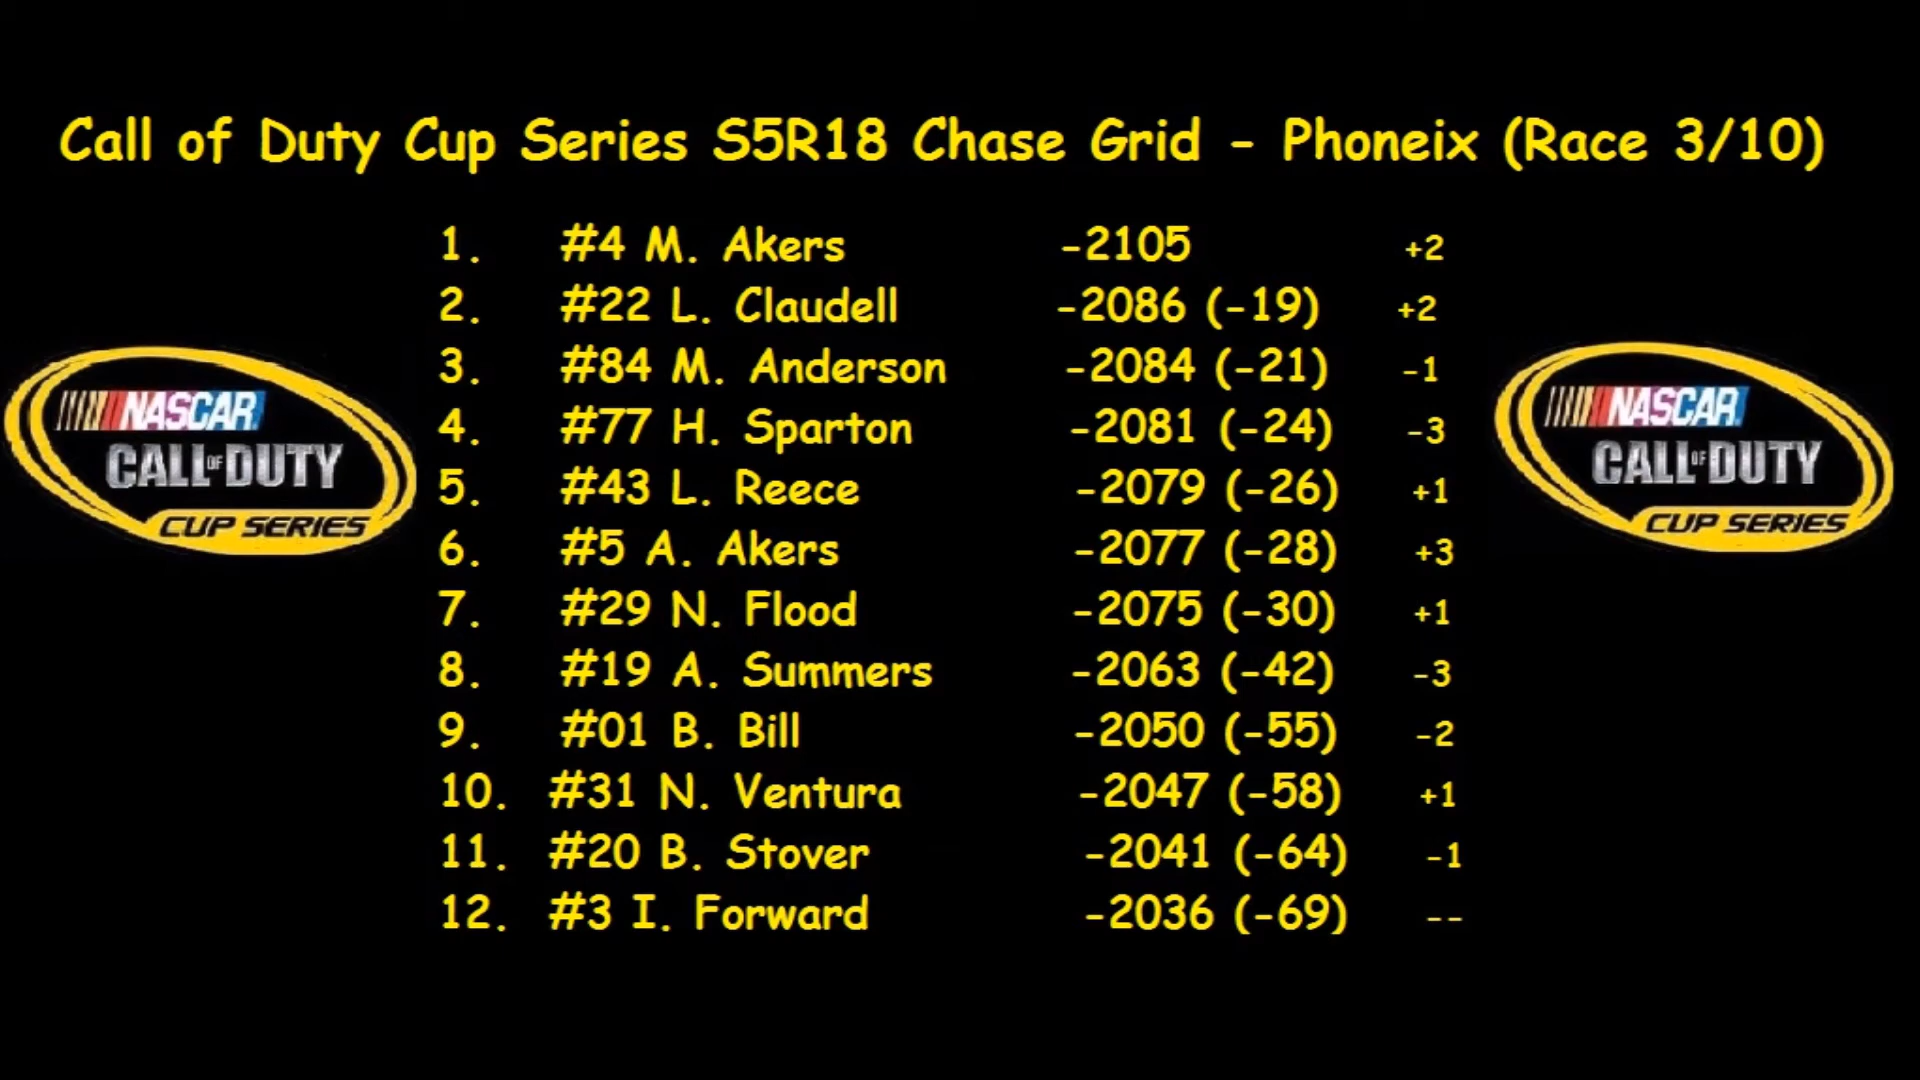 Call of Duty Cup Series S5R18 Chase Grid - Phoneix (Race 3/10)
1. #4 M. Akers -2105 +2
2. #22 L. Claudell -2086 (-19) +2
3. #84 M. Anderson -2084 (-21) -1
4. #77 H. Sparton -2081 (-24) -3
5. #43 L. Reece -2079 (-26) +1
6. #5 A. Akers -2077 (-28) +3
7. #29 N. Flood -2075 (-30) +1
8. #19 A. Summers -2063 (-42) -3
9. #01 B. Bill -2050 (-55) -2
10. #31 N. Ventura -2047 (-58) +1
11. #20 B. Stover -2041 (-64) -1
12. #3 I. Forward -2036 (-69) --
NASCAR
CALL OF DUTY
CUP SERIES
NASCAR
CALL OF DUTY
CUP SERIES